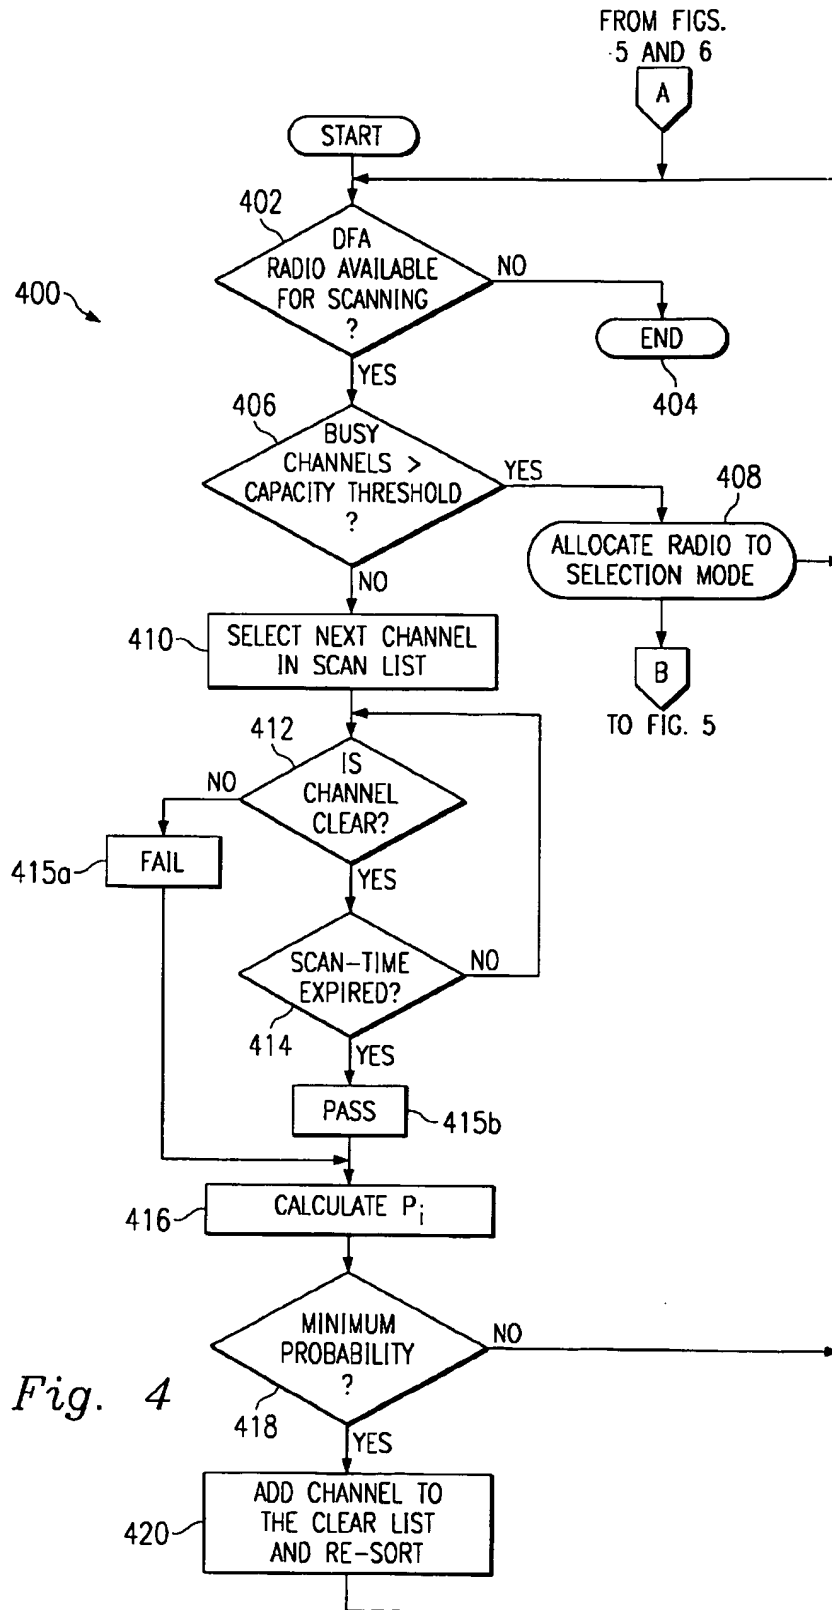 FROM FIGS.
5 AND 6
A
START
402
DFA
RADIO AVAILABLE
FOR SCANNING
?
NO
400
END
404
YES
406
BUSY
CHANNELS >
CAPACITY THRESHOLD
?
YES
408
ALLOCATE RADIO TO
SELECTION MODE
NO
410
SELECT NEXT CHANNEL
IN SCAN LIST
B
TO FIG. 5
412
IS
CHANNEL
CLEAR?
NO
415a
FAIL
YES
SCAN-TIME
EXPIRED?
NO
414
YES
PASS
415b
416
CALCULATE Pi
MINIMUM
PROBABILITY
?
NO
Fig. 4
418
YES
420
ADD CHANNEL TO
THE CLEAR LIST
AND RE-SORT